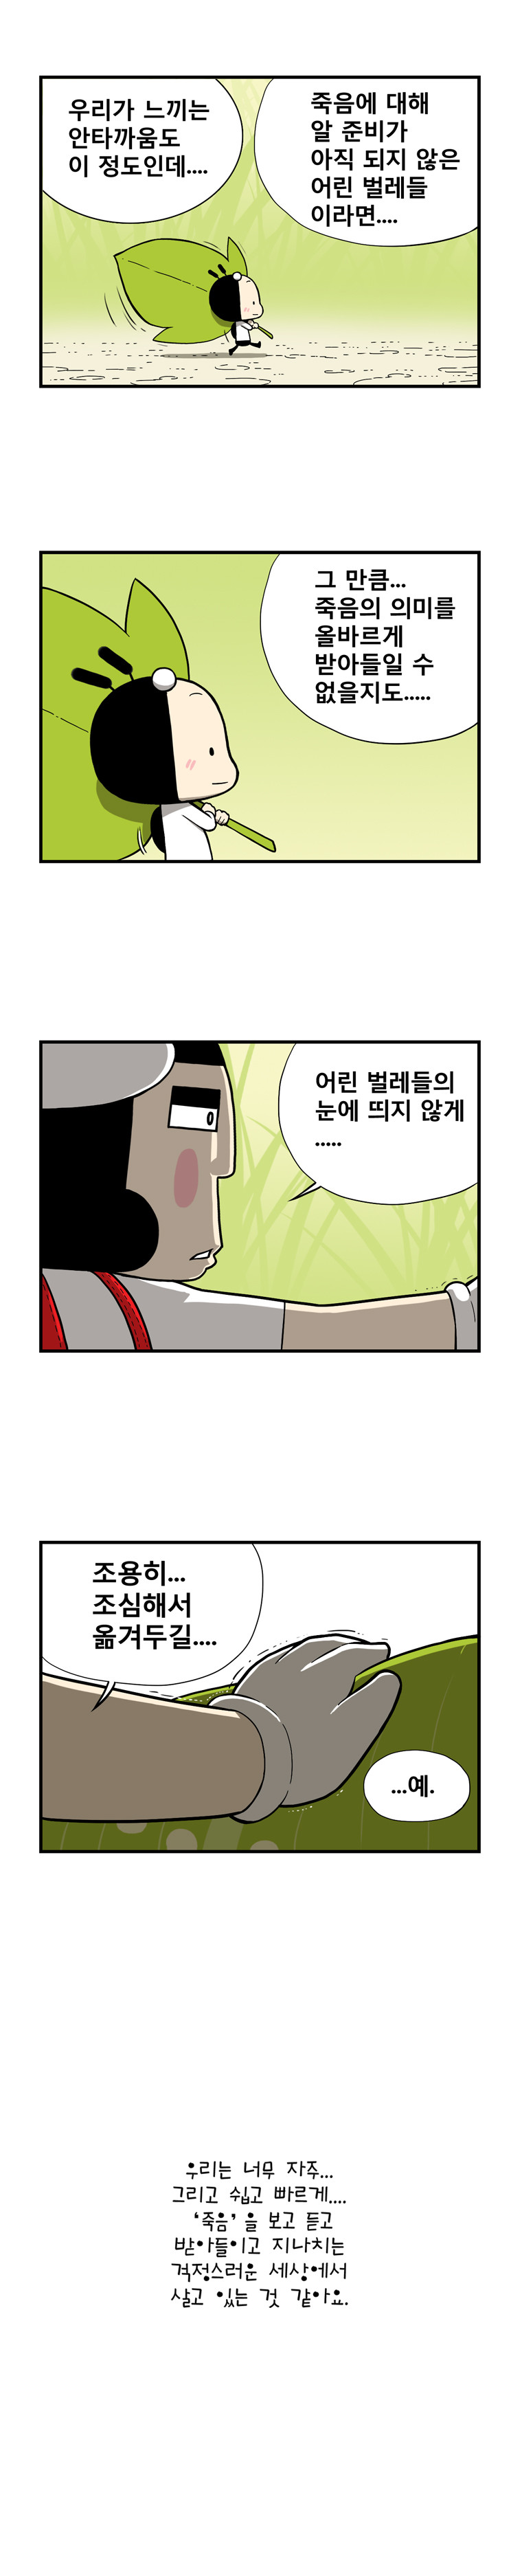 우리가 느끼는
안타까움도
이 정도인데....
죽음에 대해
알 준비가
아직 되지 않은
어린 벌레들
이라면....
그 만큼...
죽음의 의미를
올바르게
받아들일 수
없을지도.....
어린 벌레들의
눈에 띄지 않게
.....
조용히...
조심해서
옮겨두길....
...예.
우리는 너무 자주...
그리고 쉽고 빠르게....
'죽음'을 보고 듣고
받아들이고 지나치는
걱정스러운 세상에서
살고 있는 것 같아요.